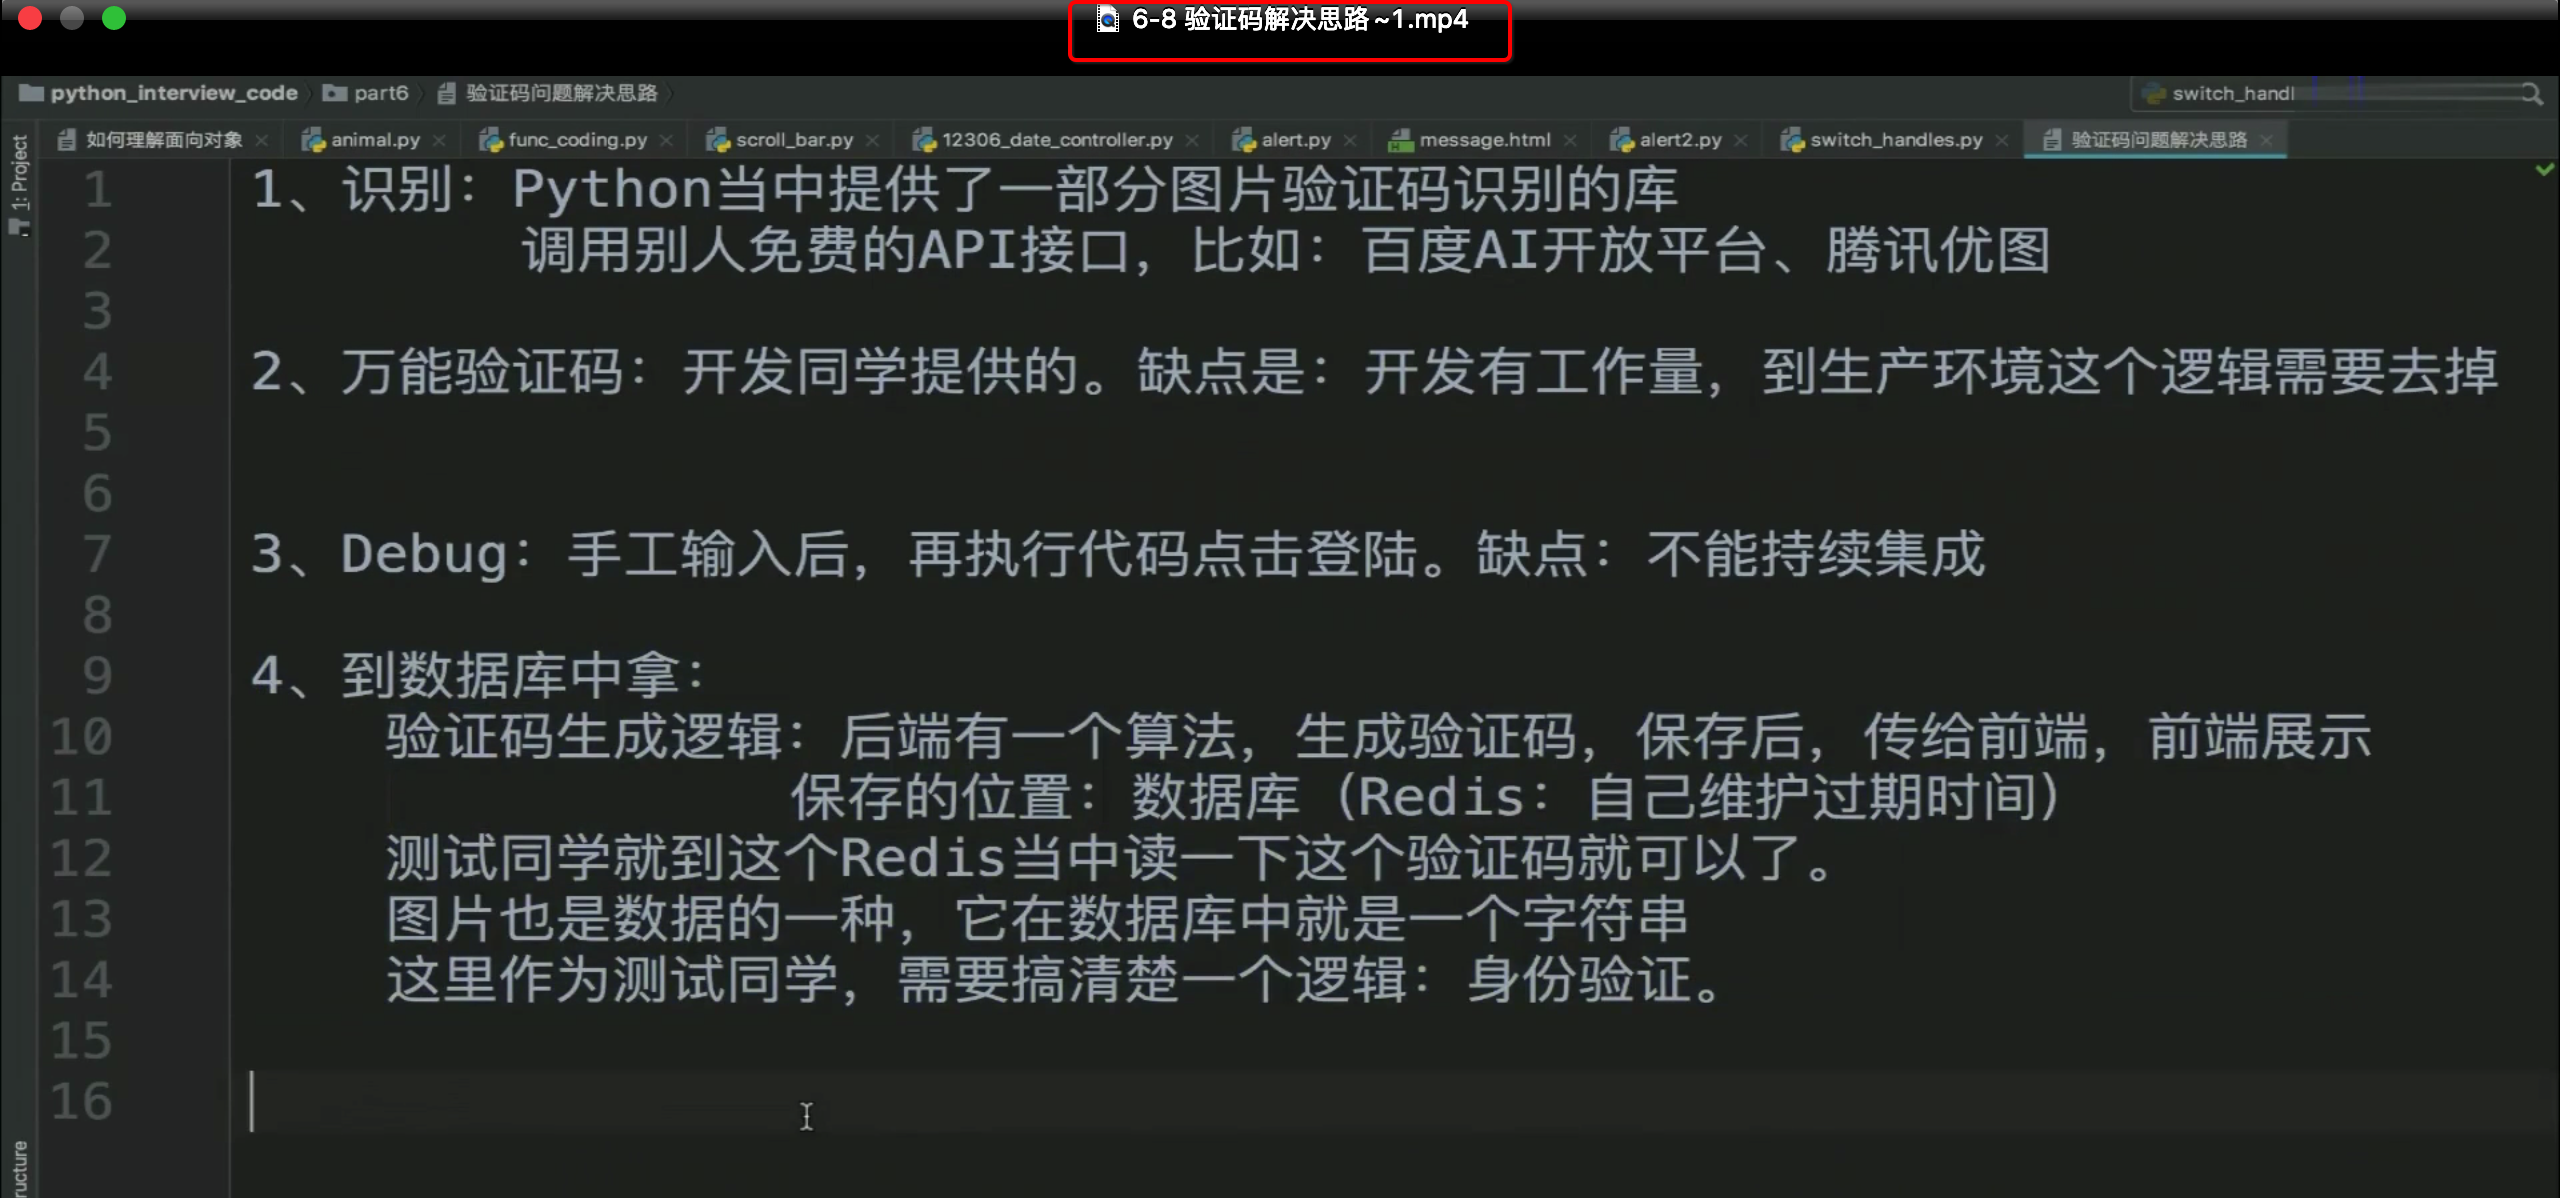 6-8 验证码解决思路~1.mp4
python_interview_code part6 验证码问题解决思路
switch_handl
如何理解面向对象 animal.py func_coding.py scroll_bar.py 12306_date_controller.py alert.py message.html alert2.py switch_handles.py 验证码问题解决思路
1: Project
1 1、识别：Python当中提供了一部分图片验证码识别的库
2 调用别人免费的API接口，比如：百度AI开放平台、腾讯优图
3
4 2、万能验证码：开发同学提供的。缺点是：开发有工作量，到生产环境这个逻辑需要去掉
5
6
7 3、Debug：手工输入后，再执行代码点击登陆。缺点：不能持续集成
8
9 4、到数据库中拿：
10 验证码生成逻辑：后端有一个算法，生成验证码，保存后，传给前端，前端展示
11 保存的位置：数据库（Redis：自己维护过期时间）
12 测试同学就到这个Redis当中读一下这个验证码就可以了。
13 图片也是数据的一种，它在数据库中就是一个字符串
14 这里作为测试同学，需要搞清楚一个逻辑：身份验证。
15
16
ructure